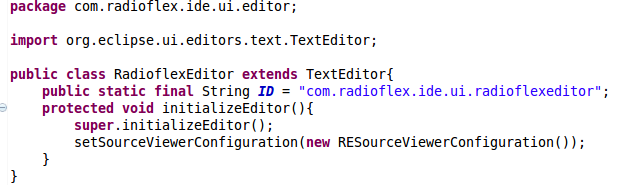 package com.radioflex.ide.ui.editor;
import org.eclipse.ui.editors.text.TextEditor;
public class RadioflexEditor extends TextEditor{
public static final String ID = "com.radioflex.ide.ui.radioflexeditor";
protected void initializeEditor(){
super.initializeEditor();
setSourceViewerConfiguration(new RESourceViewerConfiguration());
}
}